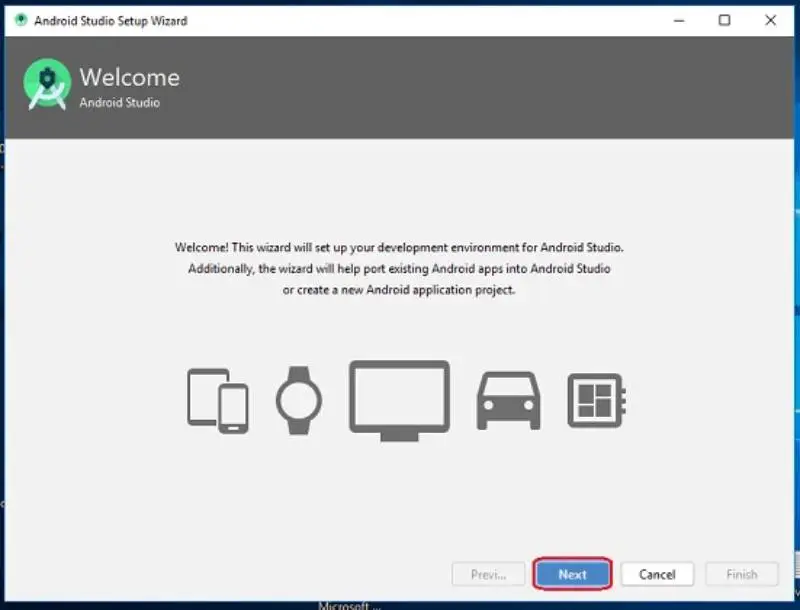 Android Studio Setup Wizard
Welcome
Android Studio
Welcome! This wizard will set up your development environment for Android Studio.
Additionally, the wizard will help port existing Android apps into Android Studio
or create a new Android application project.
Previ...
Next
Cancel
Finish
Microsoft ...